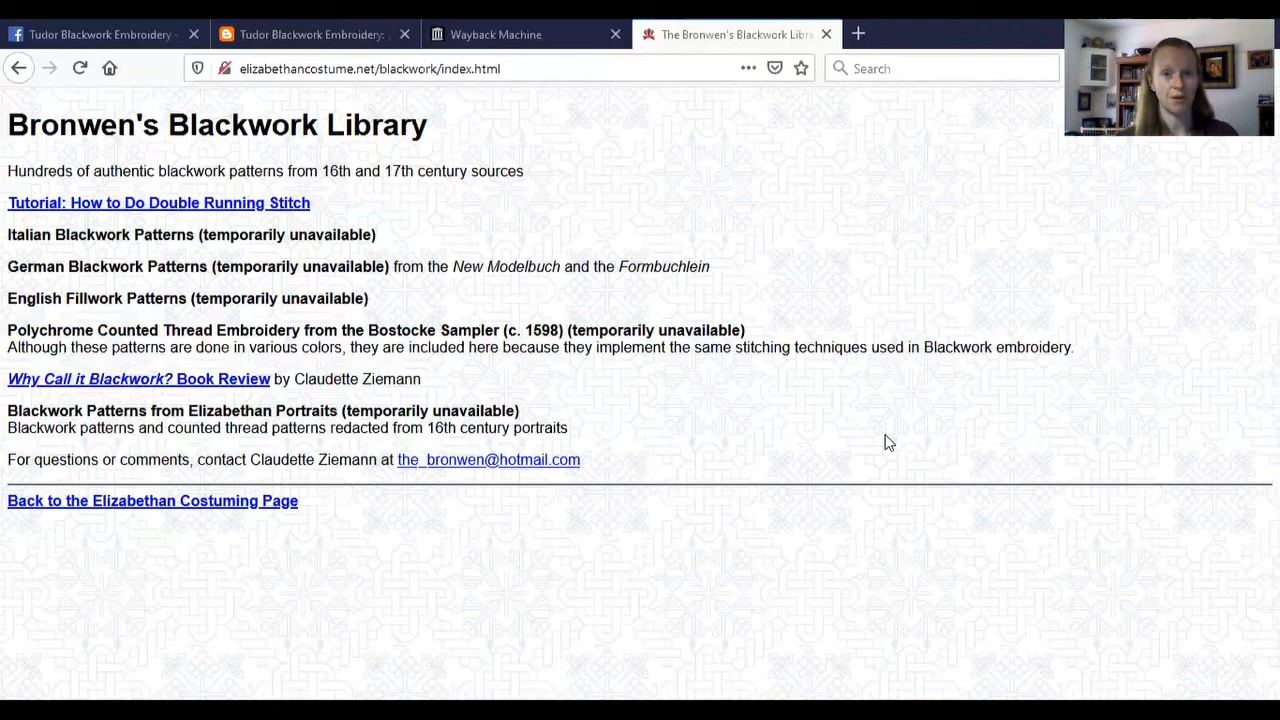 Tudor Blackwork Embroidery -
Tudor Blackwork Embroidery:
Wayback Machine
The Bronwen's Blackwork Libra
elizabethancostume.net/blackwork/index.html
Search
Bronwen's Blackwork Library
Hundreds of authentic blackwork patterns from 16th and 17th century sources
Tutorial: How to Do Double Running Stitch
Italian Blackwork Patterns (temporarily unavailable)
German Blackwork Patterns (temporarily unavailable) from the New Modelbuch and the Formbuchlein
English Fillwork Patterns (temporarily unavailable)
Polychrome Counted Thread Embroidery from the Bostocke Sampler (c. 1598) (temporarily unavailable)
Although these patterns are done in various colors, they are included here because they implement the same stitching techniques used in Blackwork embroidery.
Why Call it Blackwork? Book Review by Claudette Ziemann
Blackwork Patterns from Elizabethan Portraits (temporarily unavailable)
Blackwork patterns and counted thread patterns redacted from 16th century portraits
For questions or comments, contact Claudette Ziemann at the_bronwen@hotmail.com
Back to the Elizabethan Costuming Page